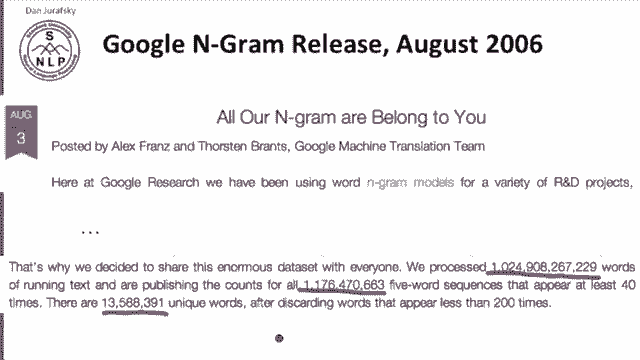 Dan Jurafsky
S
NLP
Google N-Gram Release, August 2006
AUG
3
All Our N-gram are Belong to You
Posted by Alex Franz and Thorsten Brants, Google Machine Translation Team
Here at Google Research we have been using word n-gram models for a variety of R&D projects,
...
That's why we decided to share this enormous dataset with everyone. We processed 1,024,908,267,229 words
of running text and are publishing the counts for all 1,176,470,663 five-word sequences that appear at least 40
times. There are 13,588,391 unique words, after discarding words that appear less than 200 times.